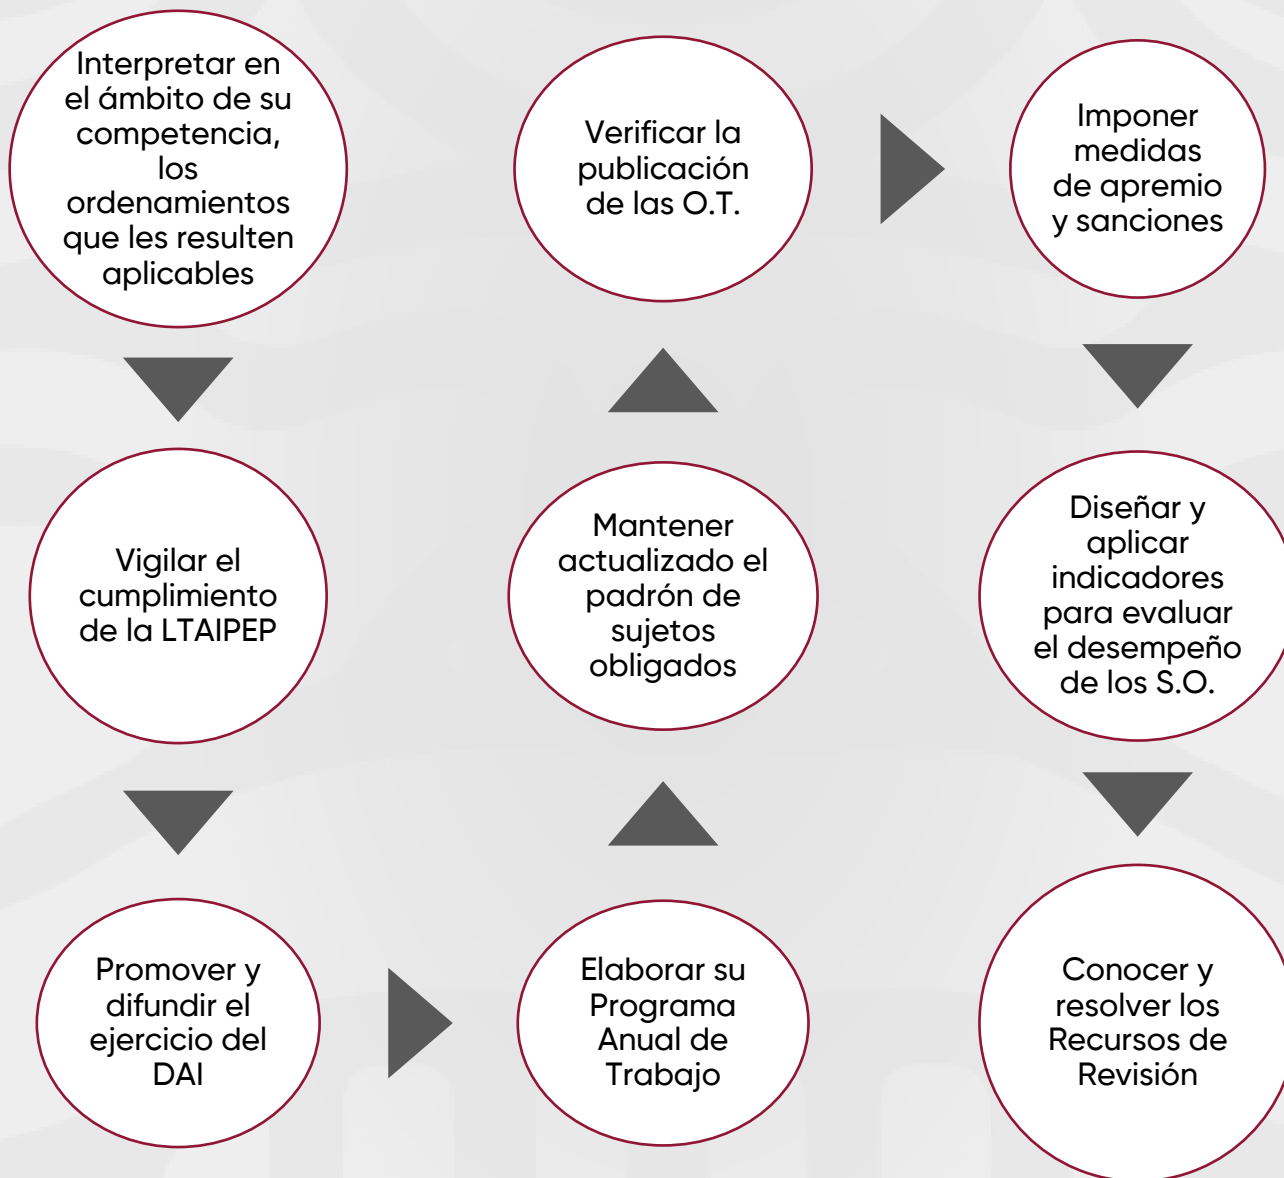 Interpretar en
el ámbito de su
competencia,
los
ordenamientos
que les resulten
aplicables
Vigilar el
cumplimiento
de la LTAIPEP
Promover y
difundir el
ejercicio del
DAI
Elaborar su
Programa
Anual de
Trabajo
Mantener
actualizado el
padrón de
sujetos
obligados
Verificar la
publicación
de las O.T.
Imponer
medidas
de apremio
y sanciones
Diseñar y
aplicar
indicadores
para evaluar
el desempeño
de los S.O.
Conocer y
resolver los
Recursos de
Revisión